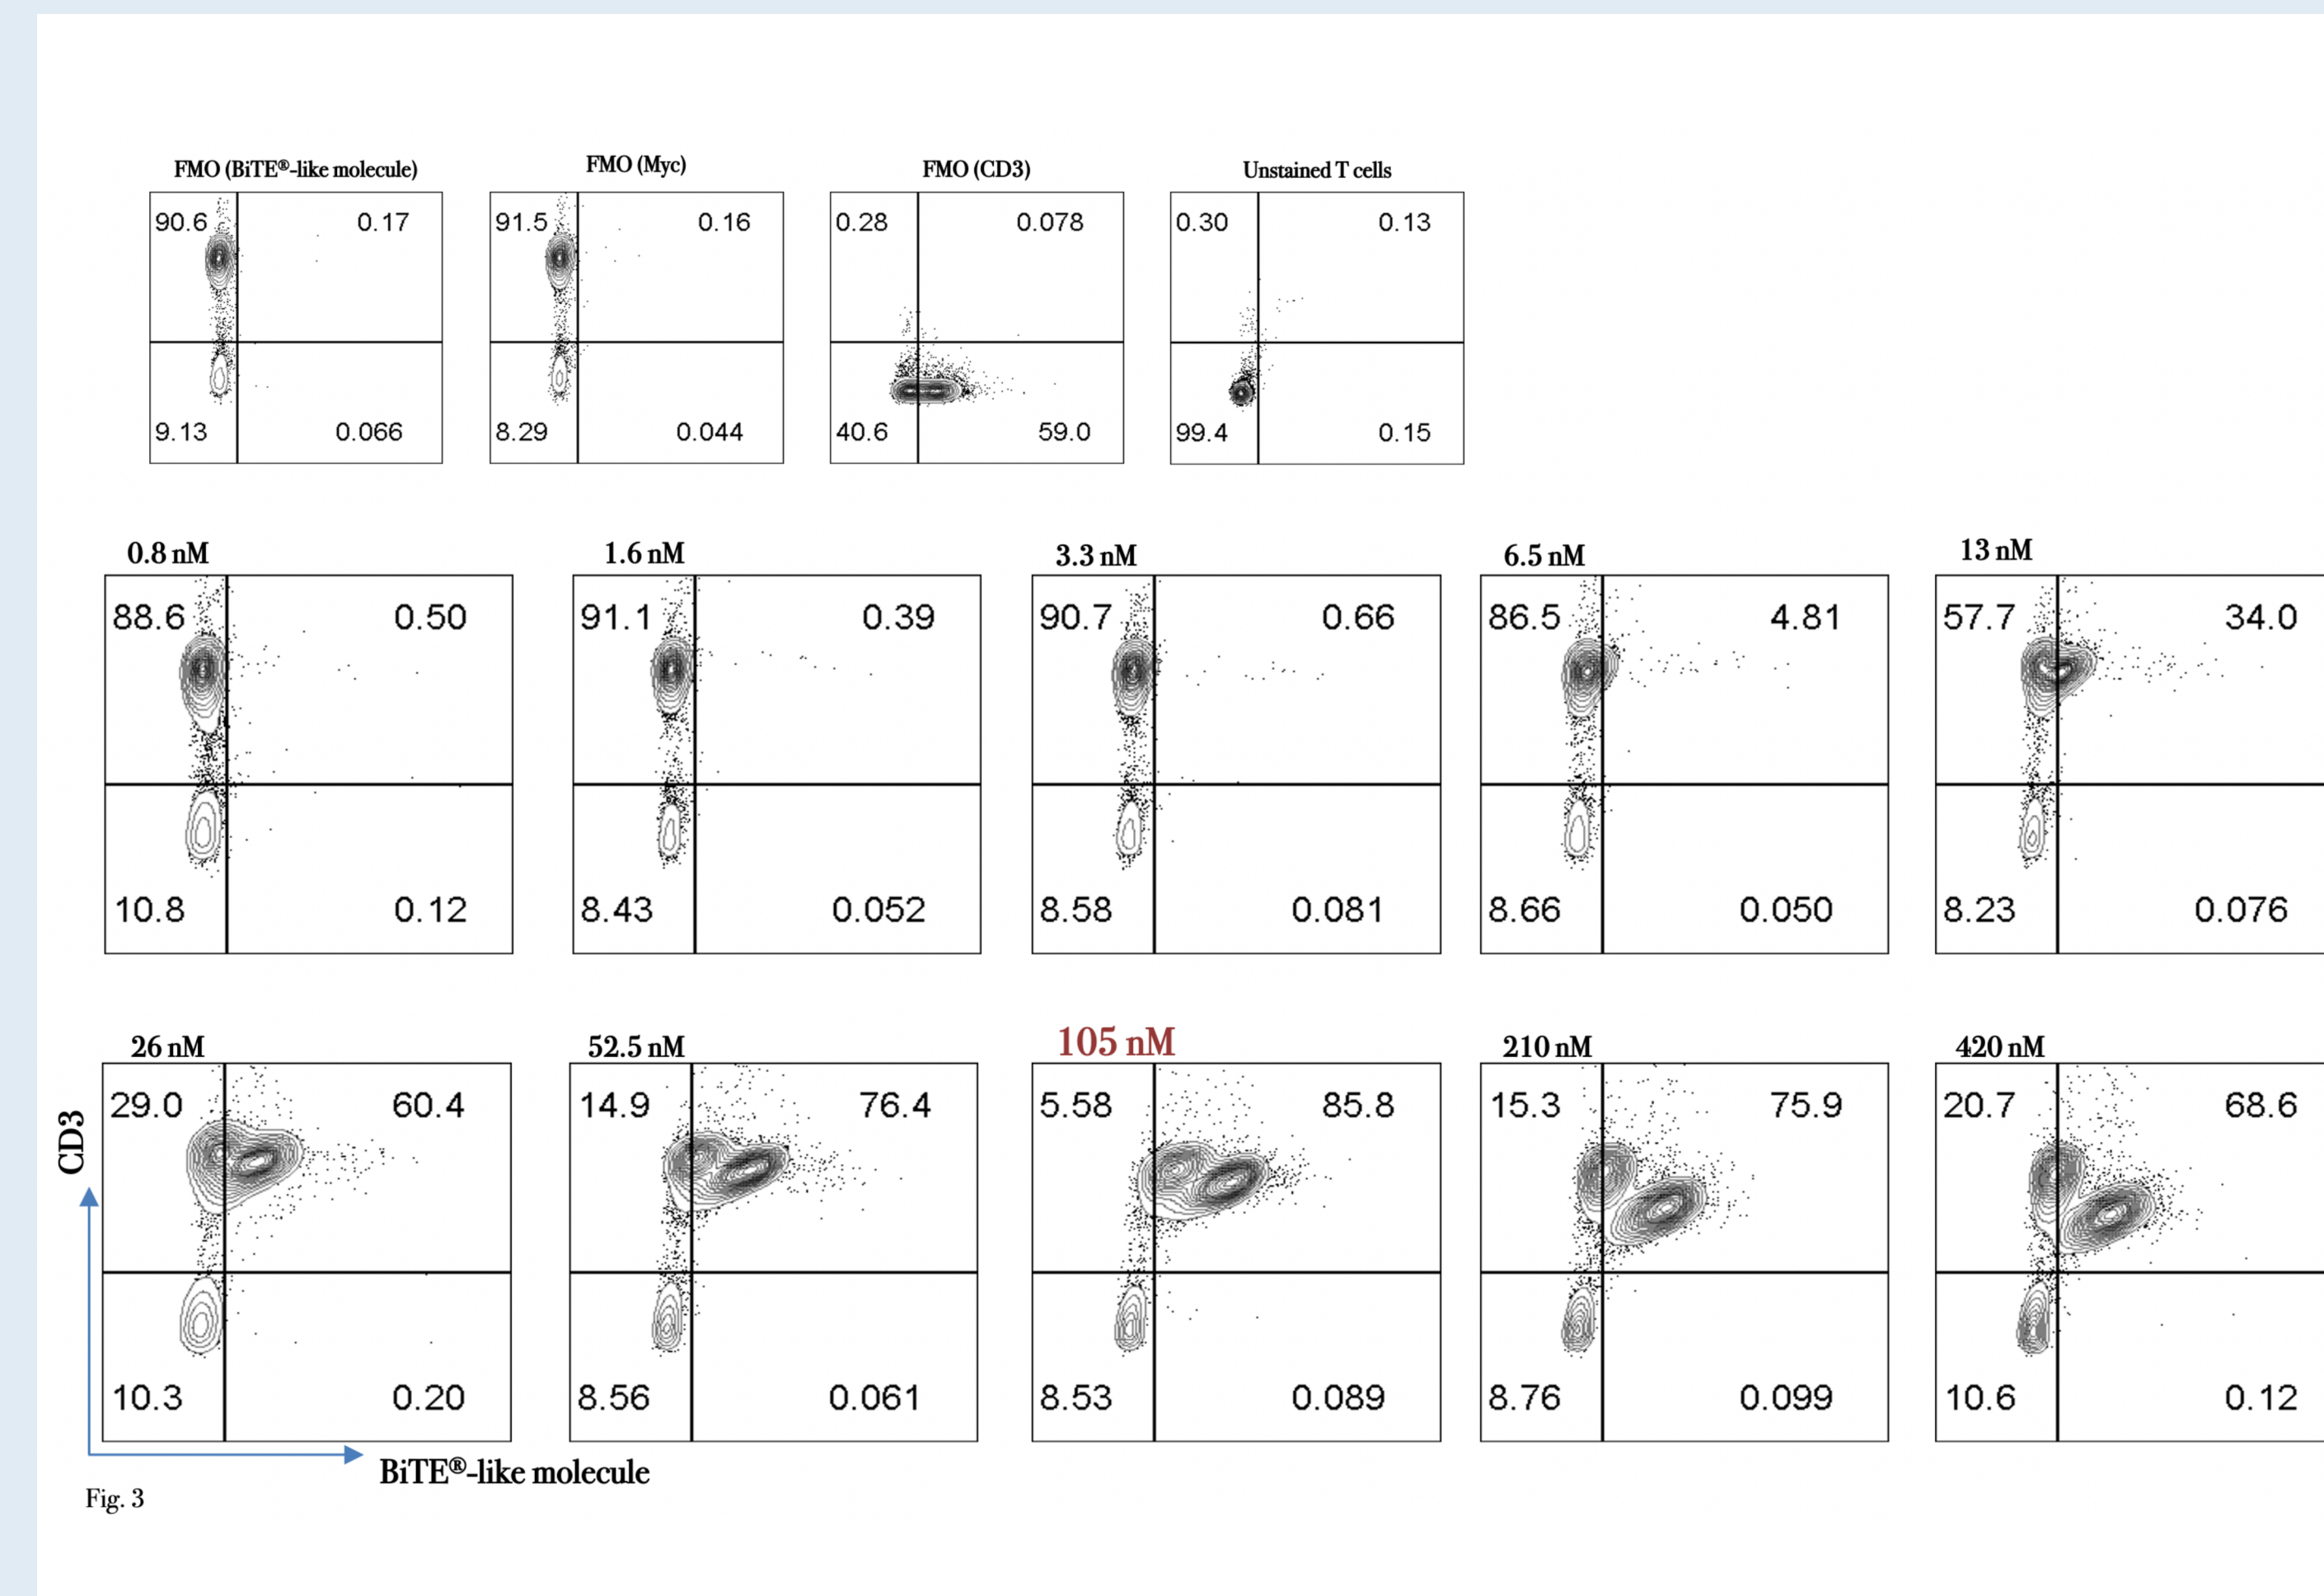 FMO (BiTE®-like molecule) FMO (Myc) FMO (CD3) Unstained T cells
90.6 0.17 91.5 0.16 0.28 0.078 0.30 0.13
9.13 0.066 8.29 0.044 40.6 59.0 99.4 0.15
0.8 nM 1.6 nM 3.3 nM 6.5 nM 13 nM
88.6 0.50 91.1 0.39 90.7 0.66 86.5 4.81 57.7 34.0
10.8 0.12 8.43 0.052 8.58 0.081 8.66 0.050 8.23 0.076
26 nM 52.5 nM 105 nM 210 nM 420 nM
29.0 60.4 14.9 76.4 5.58 85.8 15.3 75.9 20.7 68.6
CD3
10.3 0.20 8.56 0.061 8.53 0.089 8.76 0.099 10.6 0.12
BiTE®-like molecule
Fig. 3